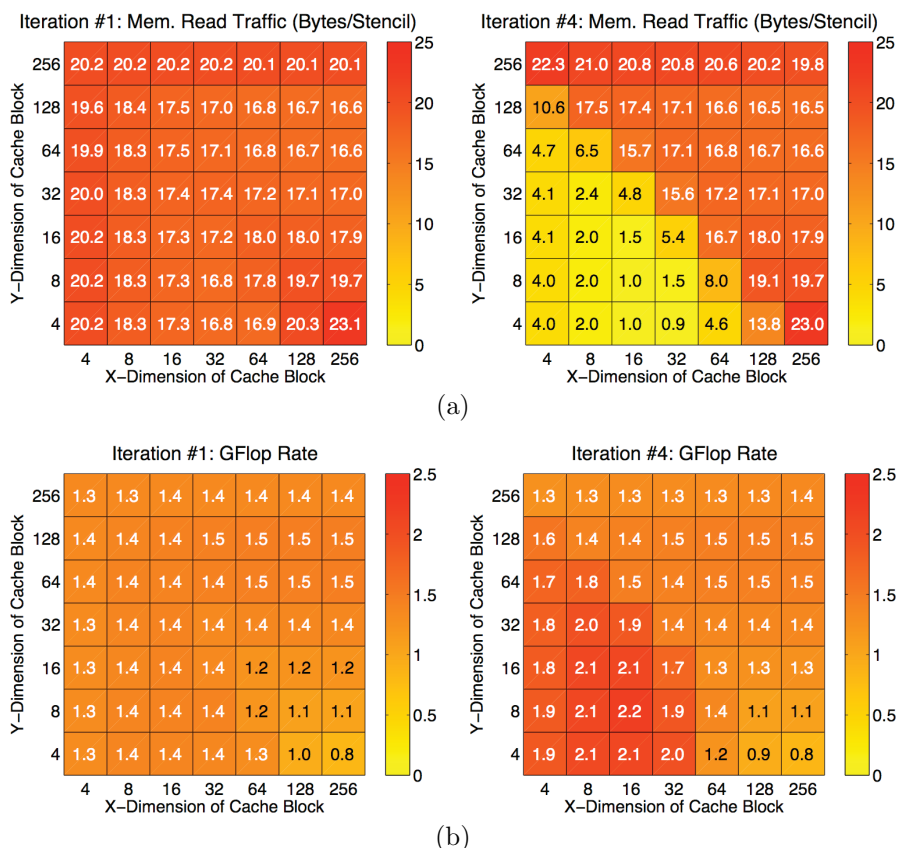 Iteration #1: Mem. Read Traffic (Bytes/Stencil)
Y−Dimension of Cache Block
256 20.2 20.2 20.2 20.2 20.1 20.1 20.1
128 19.6 18.4 17.5 17.0 16.8 16.7 16.6
64 19.9 18.3 17.5 17.1 16.8 16.7 16.6
32 20.0 18.3 17.4 17.4 17.2 17.1 17.0
16 20.2 18.3 17.3 17.2 18.0 18.0 17.9
8 20.2 18.3 17.3 16.8 17.8 19.7 19.7
4 20.2 18.3 17.3 16.8 16.9 20.3 23.1
4 8 16 32 64 128 256
X−Dimension of Cache Block
25
20
15
10
5
0
Iteration #4: Mem. Read Traffic (Bytes/Stencil)
Y−Dimension of Cache Block
256 22.3 21.0 20.8 20.8 20.6 20.2 19.8
128 10.6 17.5 17.4 17.1 16.6 16.5 16.5
64 4.7 6.5 15.7 17.1 16.8 16.7 16.6
32 4.1 2.4 4.8 15.6 17.2 17.1 17.0
16 4.1 2.0 1.5 5.4 16.7 18.0 17.9
8 4.0 2.0 1.0 1.5 8.0 19.1 19.7
4 4.0 2.0 1.0 0.9 4.6 13.8 23.0
4 8 16 32 64 128 256
X−Dimension of Cache Block
25
20
15
10
5
0
(a)
Iteration #1: GFlop Rate
Y−Dimension of Cache Block
256 1.3 1.3 1.4 1.4 1.4 1.4 1.4
128 1.4 1.4 1.4 1.5 1.5 1.5 1.5
64 1.4 1.4 1.4 1.4 1.5 1.5 1.5
32 1.3 1.4 1.4 1.4 1.4 1.4 1.4
16 1.3 1.4 1.4 1.4 1.2 1.2 1.2
8 1.3 1.4 1.4 1.4 1.2 1.1 1.1
4 1.3 1.4 1.4 1.4 1.3 1.0 0.8
4 8 16 32 64 128 256
X−Dimension of Cache Block
2.5
2
1.5
1
0.5
0
Iteration #4: GFlop Rate
Y−Dimension of Cache Block
256 1.3 1.3 1.3 1.3 1.3 1.3 1.4
128 1.6 1.4 1.4 1.5 1.5 1.5 1.5
64 1.7 1.8 1.5 1.4 1.5 1.5 1.5
32 1.8 2.0 1.9 1.4 1.4 1.4 1.4
16 1.8 2.1 2.1 1.7 1.3 1.3 1.3
8 1.9 2.1 2.2 1.9 1.4 1.1 1.1
4 1.9 2.1 2.1 2.0 1.2 0.9 0.8
4 8 16 32 64 128 256
X−Dimension of Cache Block
2.5
2
1.5
1
0.5
0
(b)